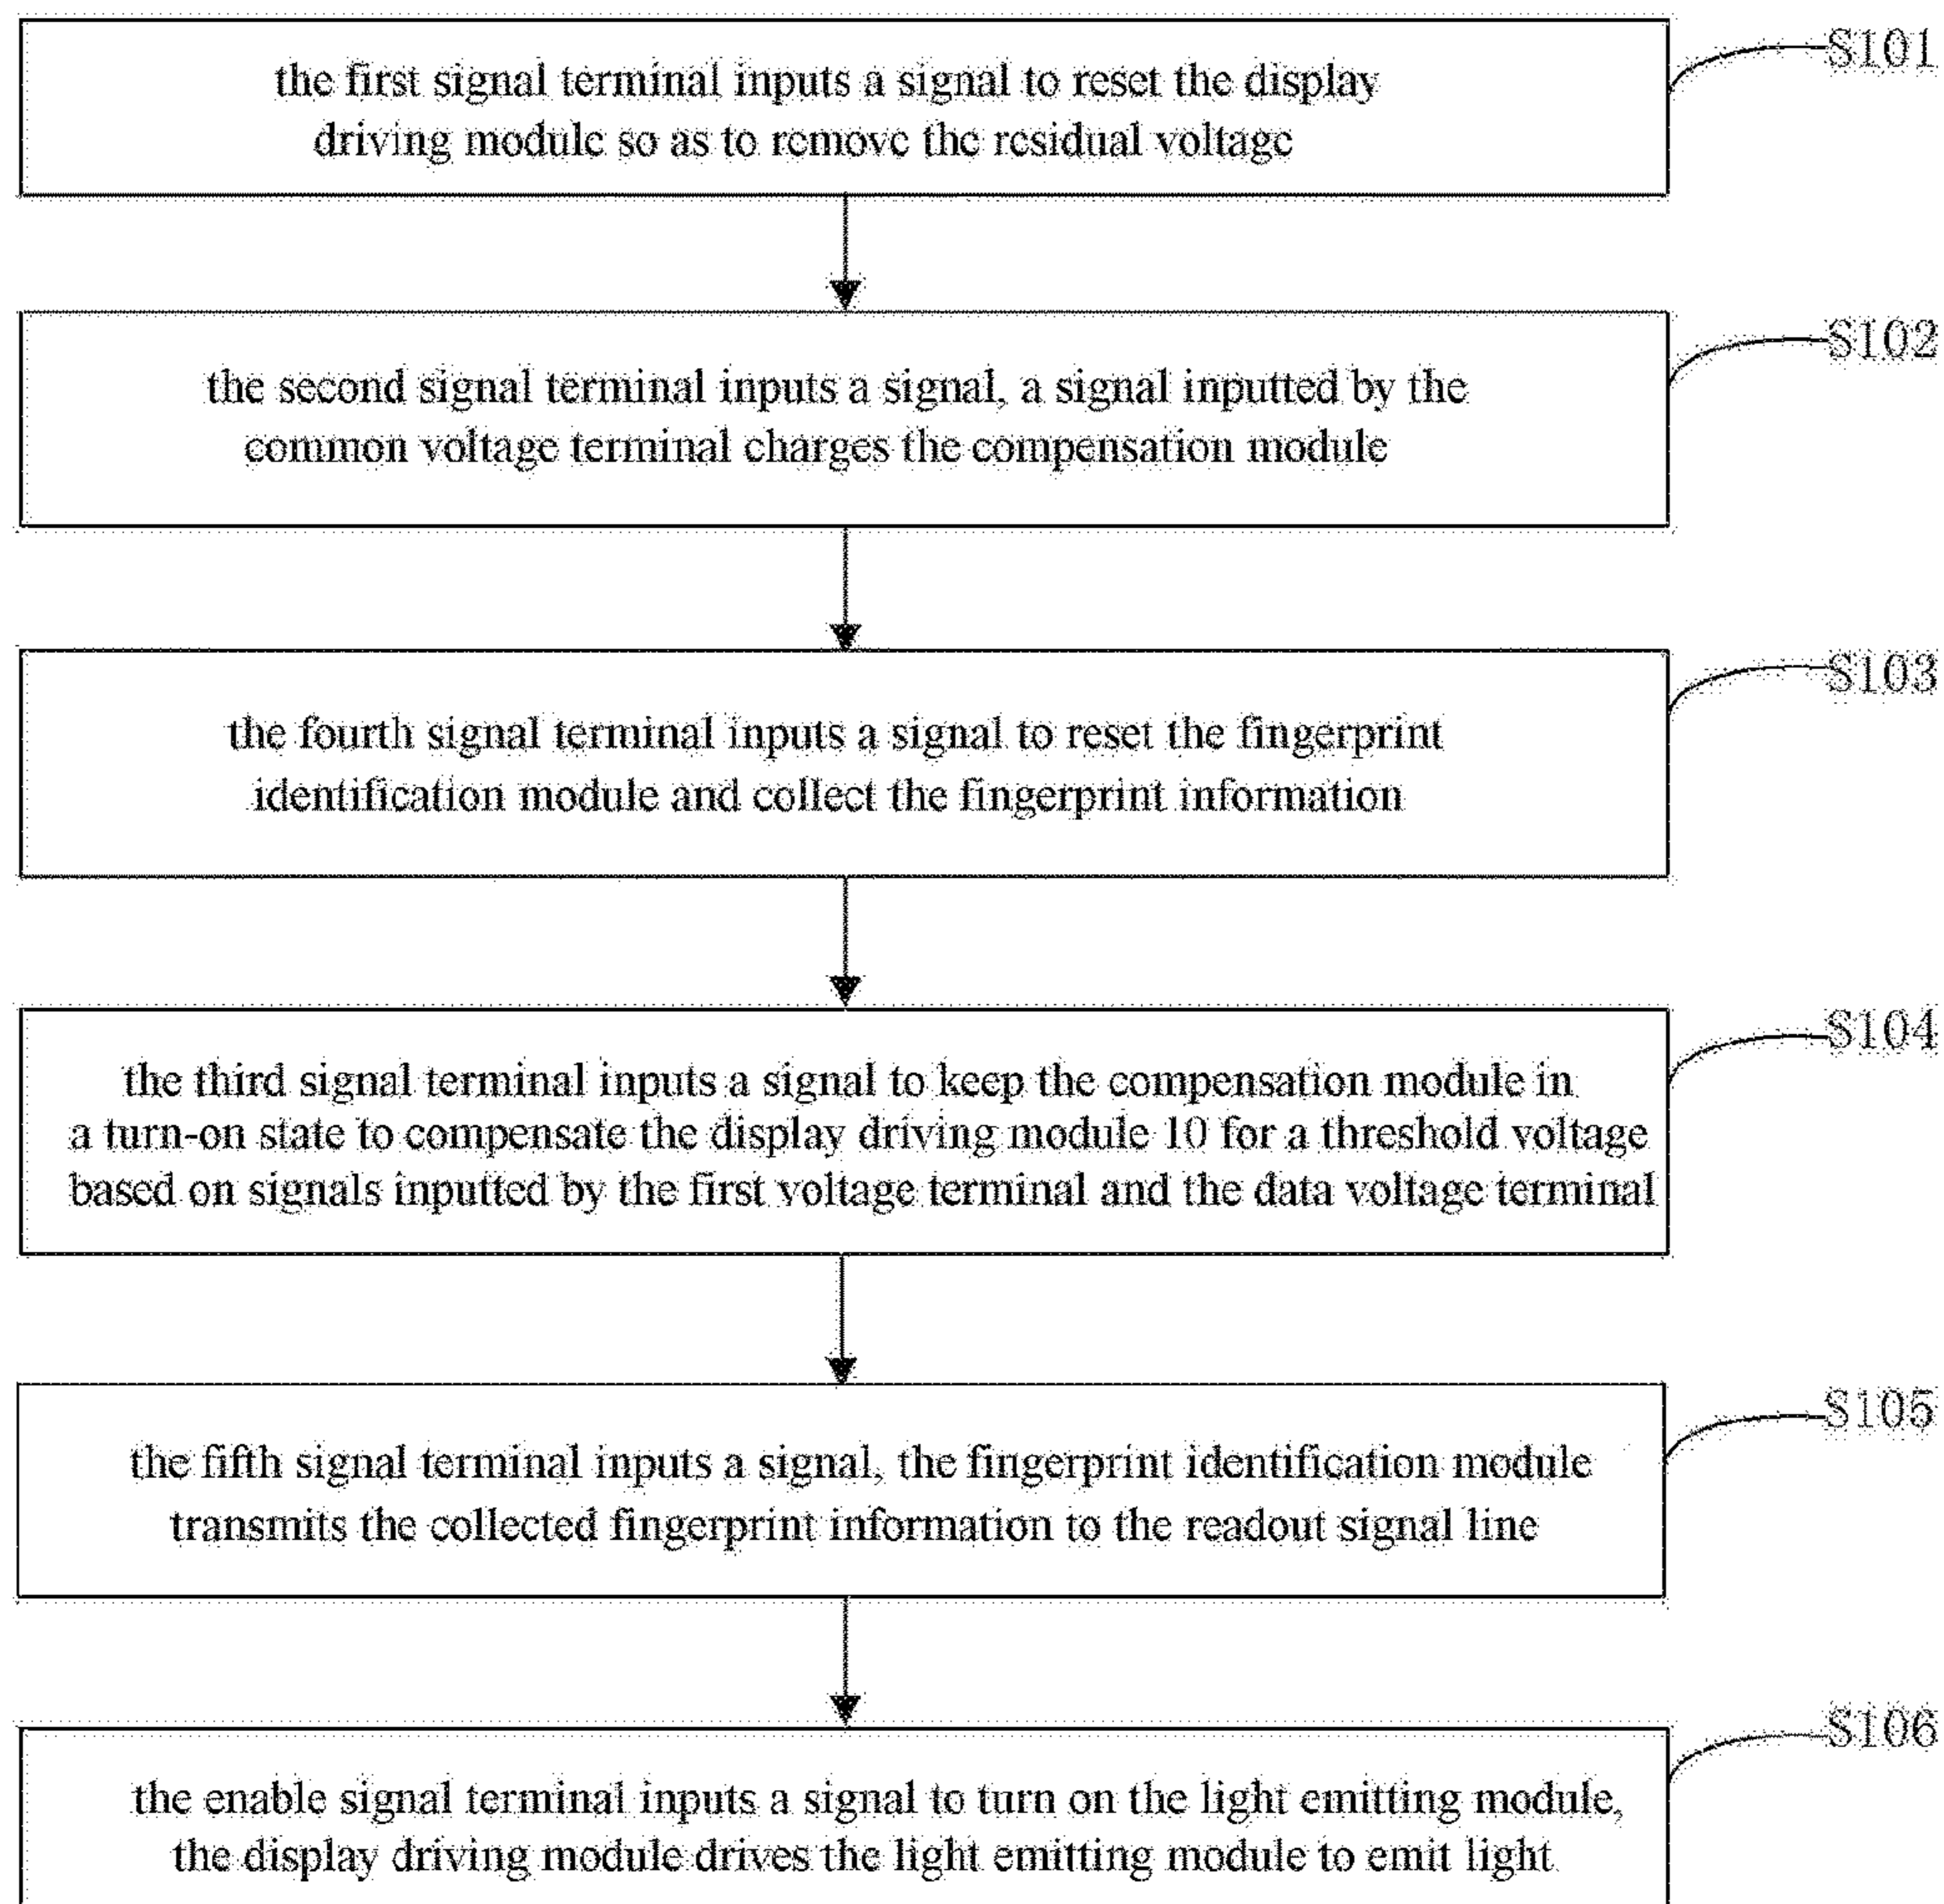 the first signal terminal inputs a signal to reset the display
driving module so as to remove the residual voltage
S101
the second signal terminal inputs a signal, a signal inputted by the
common voltage terminal charges the compensation module
S102
the fourth signal terminal inputs a signal to reset the fingerprint
identification module and collect the fingerprint information
S103
the third signal terminal inputs a signal to keep the compensation module in
a turn-on state to compensate the display driving module 10 for a threshold voltage
based on signals inputted by the first voltage terminal and the data voltage terminal
S104
the fifth signal terminal inputs a signal, the fingerprint identification module
transmits the collected fingerprint information to the readout signal line
S105
the enable signal terminal inputs a signal to turn on the light emitting module,
the display driving module drives the light emitting module to emit light
S106